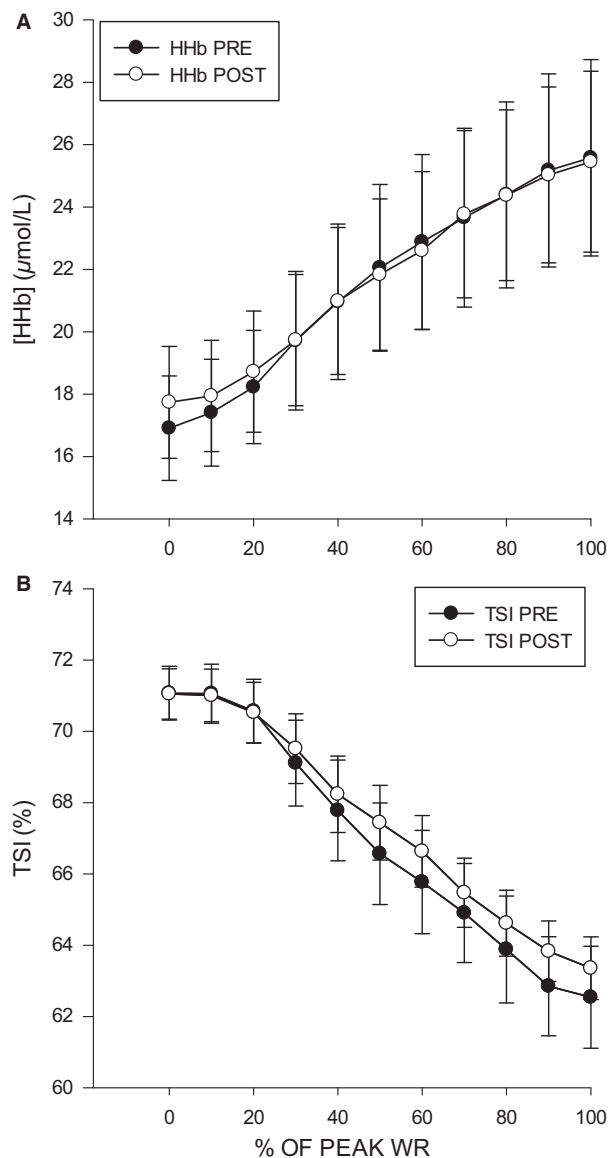 A
HHb PRE
HHb POST
[HHb] (µmol/L)
30
28
26
24
22
20
18
16
14
0 20 40 60 80 100
B
TSI PRE
TSI POST
TSI (%)
74
72
70
68
66
64
62
60
0 20 40 60 80 100
% OF PEAK WR